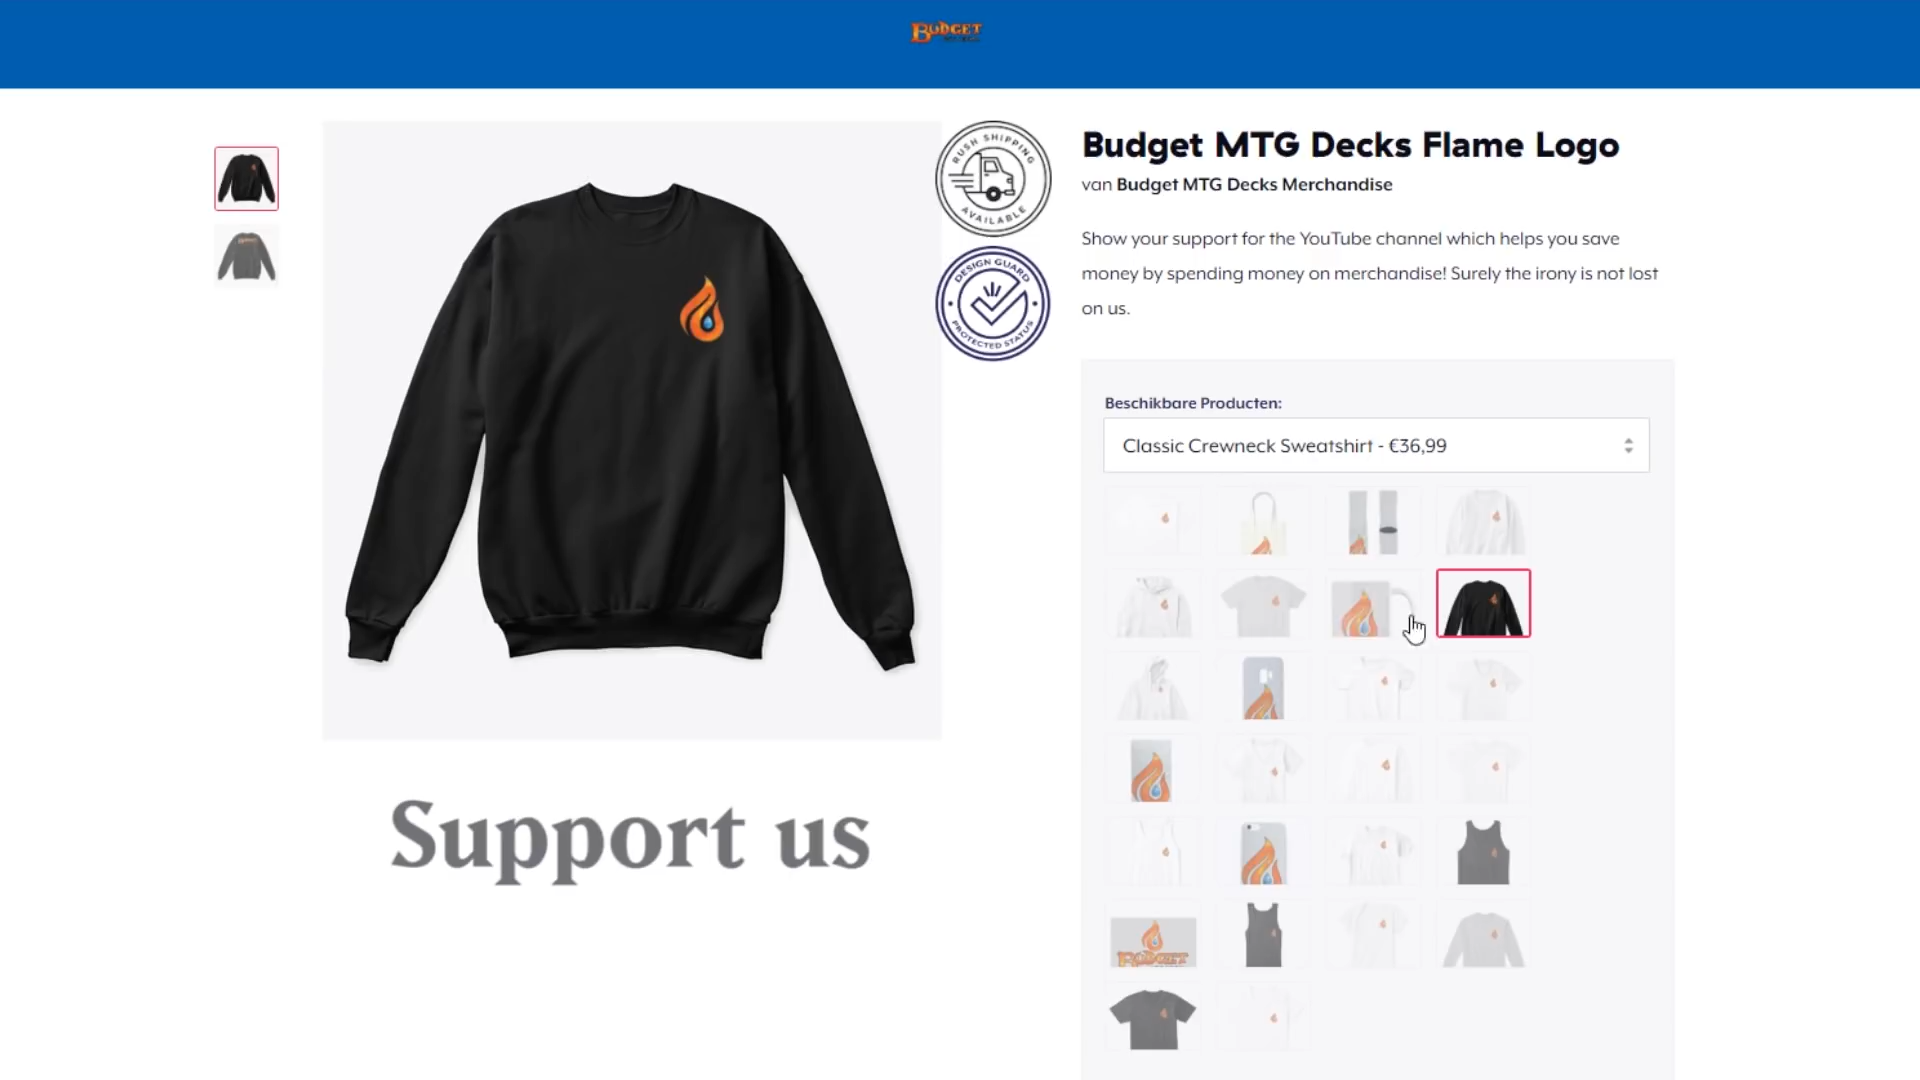 BUDGET
RUSH SHIPPING
AVAILABLE
DESIGN GUARD
PROTECTED STATUS
Budget MTG Decks Flame Logo
van Budget MTG Decks Merchandise
Show your support for the YouTube channel which helps you save
money by spending money on merchandise! Surely the irony is not lost
on us.
Beschikbare Producten:
Classic Crewneck Sweatshirt - €36,99
BUDGET
Support us